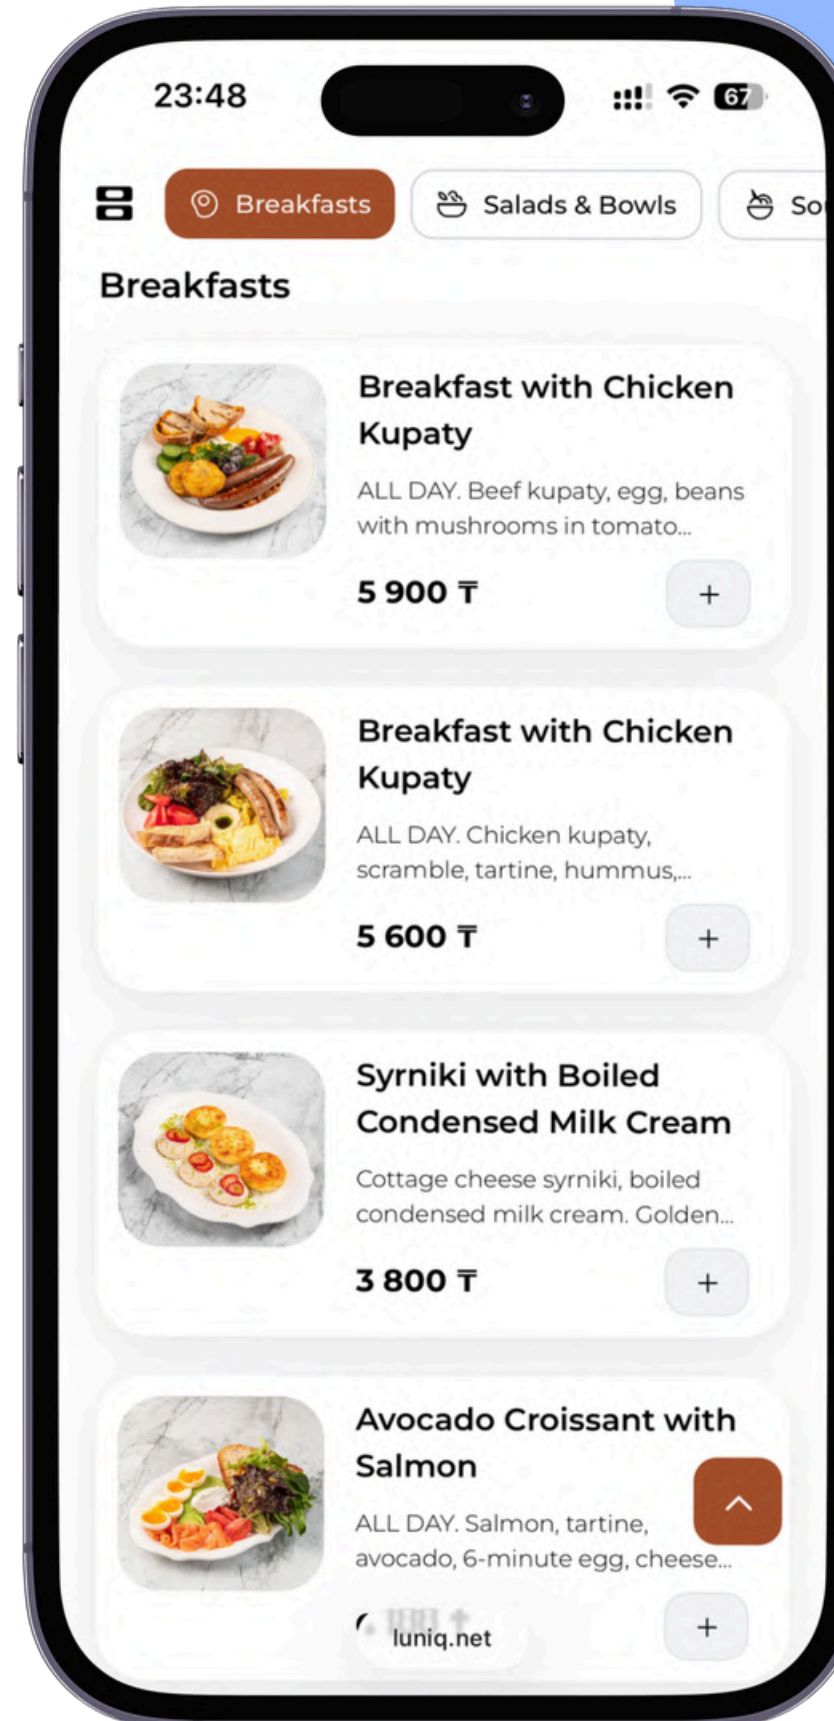 23:48
67
Breakfasts
Salads & Bowls
Breakfasts
Breakfast with Chicken
Kupaty
ALL DAY. Beef kupaty, egg, beans
with mushrooms in tomato...
5 900 ₸
+
Breakfast with Chicken
Kupaty
ALL DAY. Chicken kupaty,
scramble, tartine, hummus,...
5 600 ₸
+
Syrniki with Boiled
Condensed Milk Cream
Cottage cheese syrniki, boiled
condensed milk cream. Golden...
3 800 ₸
+
Avocado Croissant with
Salmon
ALL DAY. Salmon, tartine,
avocado, 6-minute egg, cheese...
+
luniq.net